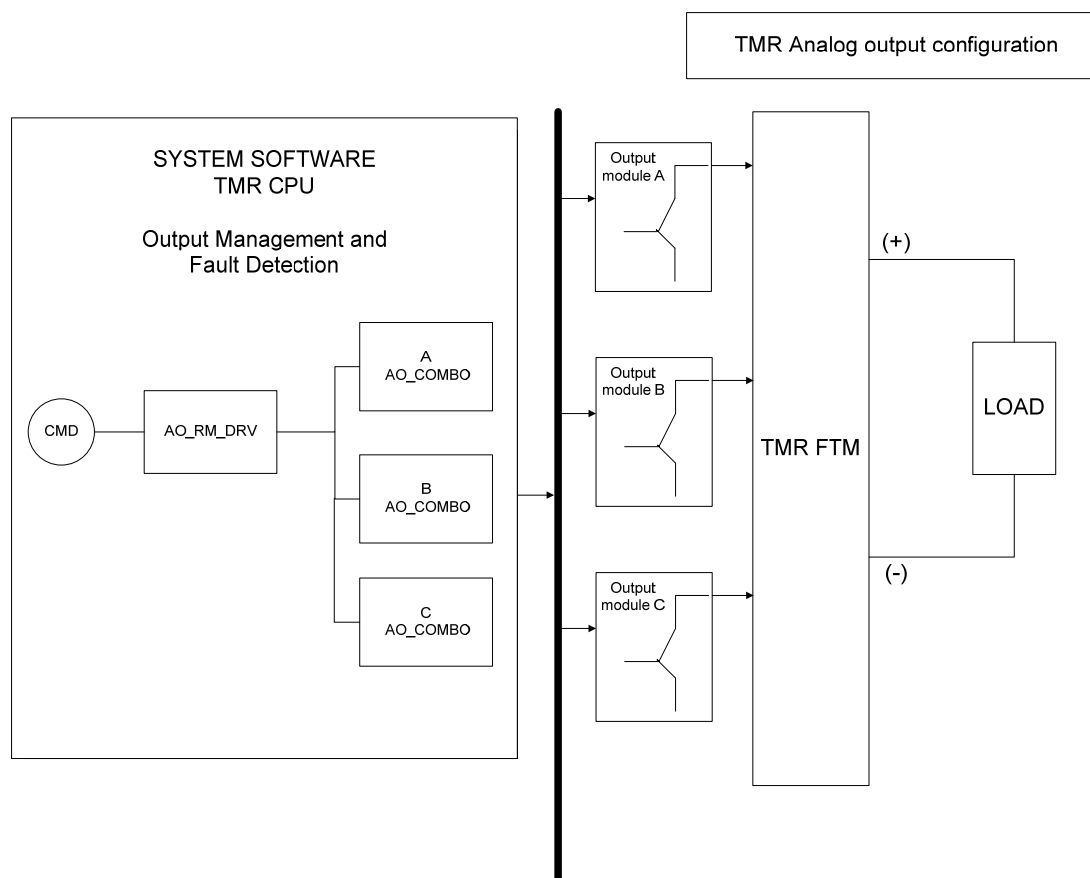 TMR Analog output configuration
SYSTEM SOFTWARE
TMR CPU
Output Management and
Fault Detection
CMD
AO_RM_DRV
A
AO_COMBO
B
AO_COMBO
C
AO_COMBO
Output
module A
Output
module B
Output
module C
TMR FTM
(+)
LOAD
(-)